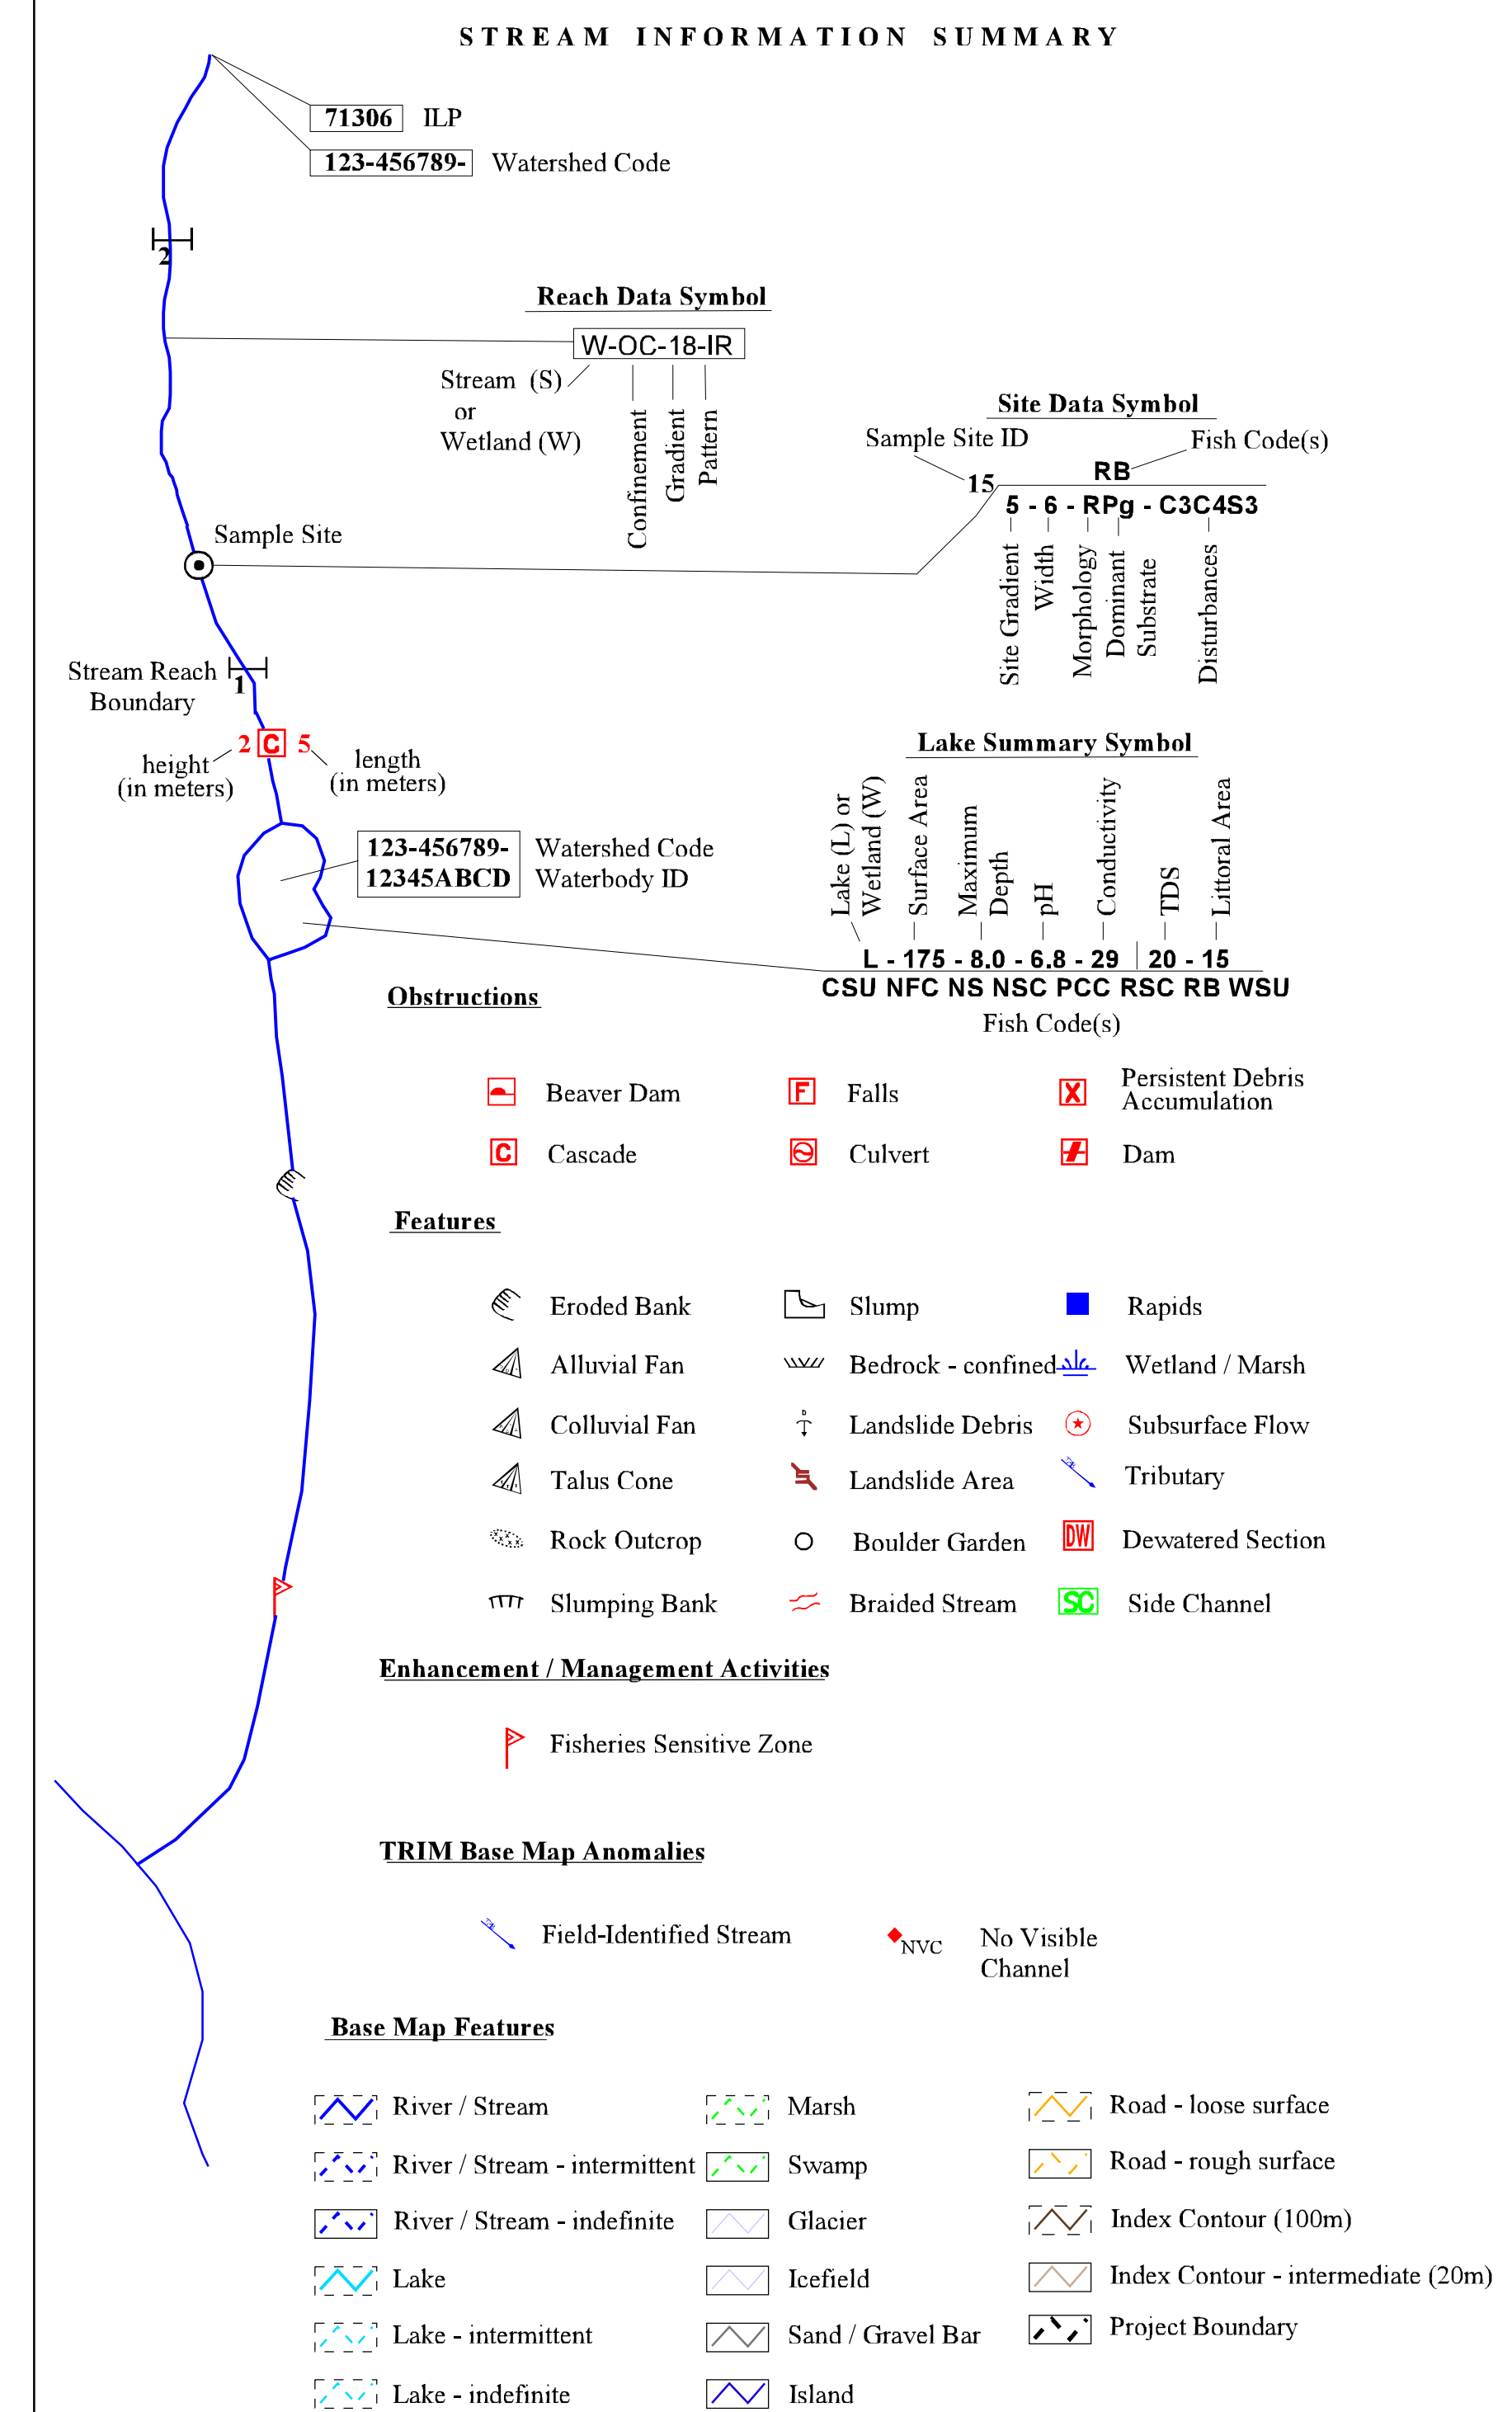 STREAM INFORMATION SUMMARY
71306 ILP
123-456789- Watershed Code
2
Reach Data Symbol
W-OC-18-IR
Stream (S)
or
Wetland (W)
Confinement
Gradient
Pattern
Site Data Symbol
Sample Site ID
Fish Code(s)
RB
15
5 - 6 - RPg - C3C4S3
Site Gradient
Width
Morphology
Dominant
Substrate
Disturbances
Sample Site
Stream Reach
Boundary
1
2 C 5
height
(in meters)
length
(in meters)
123-456789- Watershed Code
12345ABCD Waterbody ID
Lake Summary Symbol
Lake (L) or
Wetland (W)
Surface Area
Maximum
Depth
pH
Conductivity
TDS
Littoral Area
L - 175 - 8.0 - 6.8 - 29 | 20 - 15
CSU NFC NS NSC PCC RSC RB WSU
Fish Code(s)
Obstructions
Beaver Dam
F Falls
X Persistent Debris
Accumulation
C Cascade
Culvert
Dam
Features
Eroded Bank
Slump
Rapids
Alluvial Fan
Bedrock - confined
Wetland / Marsh
Colluvial Fan
D Landslide Debris
Subsurface Flow
Talus Cone
Landslide Area
Tributary
Rock Outcrop
Boulder Garden
DW Dewatered Section
Slumping Bank
Braided Stream
SC Side Channel
Enhancement / Management Activities
Fisheries Sensitive Zone
TRIM Base Map Anomalies
Field-Identified Stream
NVC No Visible
Channel
Base Map Features
River / Stream
Marsh
Road - loose surface
River / Stream - intermittent
Swamp
Road - rough surface
River / Stream - indefinite
Glacier
Index Contour (100m)
Lake
Icefield
Index Contour - intermediate (20m)
Lake - intermittent
Sand / Gravel Bar
Project Boundary
Lake - indefinite
Island